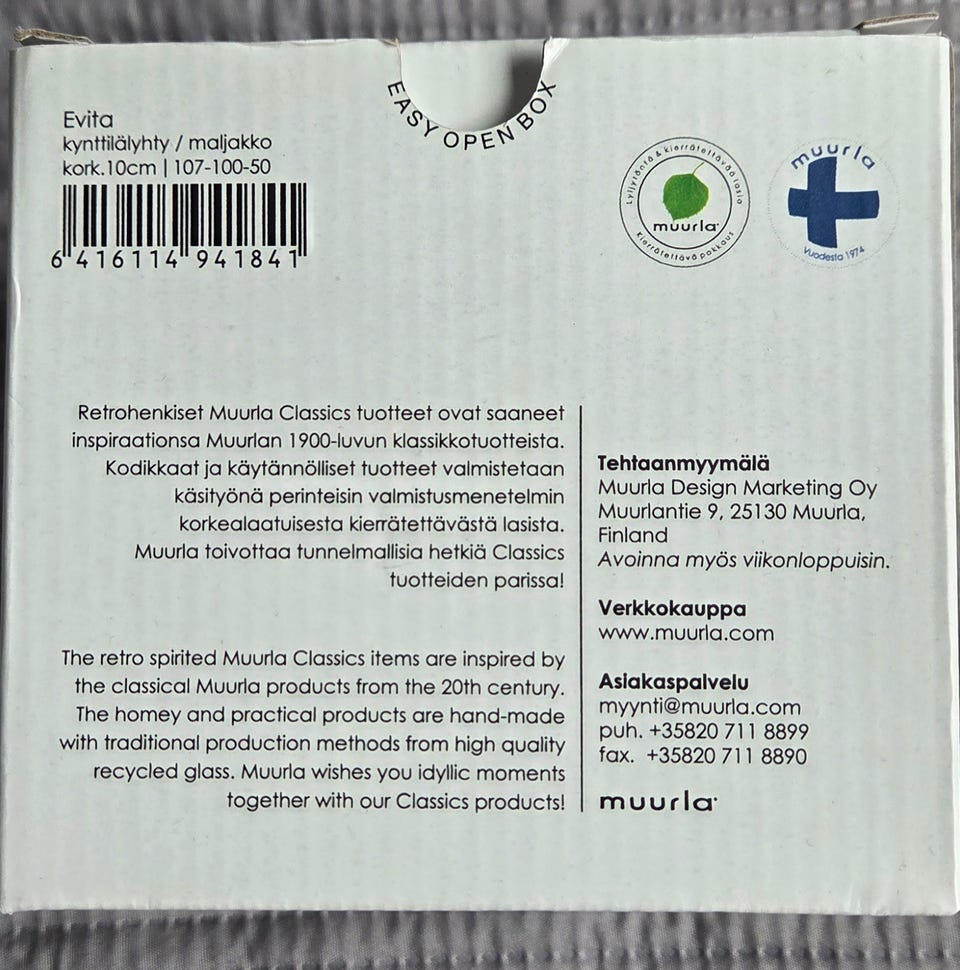 EASY OPEN BOX
Evita
kynttilälyhty / maljakko
kork.10cm | 107-100-50
6 416114 941841
Lyijytöntä & kierrätettävää lasia
muurla
Kierrätettävä pakkaus
muurla
Vuodesta 1974
Retrohenkiset Muurla Classics tuotteet ovat saaneet
inspiraationsa Muurlan 1900-luvun klassikkotuotteista.
Kodikkaat ja käytännölliset tuotteet valmistetaan
käsityönä perinteisin valmistusmenetelmin
korkealaatuisesta kierrätettävästä lasista.
Muurla toivottaa tunnelmallisia hetkiä Classics
tuotteiden parissa!
The retro spirited Muurla Classics items are inspired by
the classical Muurla products from the 20th century.
The homey and practical products are hand-made
with traditional production methods from high quality
recycled glass. Muurla wishes you idyllic moments
together with our Classics products!
Tehtaanmyymälä
Muurla Design Marketing Oy
Muurlantie 9, 25130 Muurla,
Finland
Avoinna myös viikonloppuisin.
Verkkokauppa
www.muurla.com
Asiakaspalvelu
myynti@muurla.com
puh. +35820 711 8899
fax. +35820 711 8890
muurla